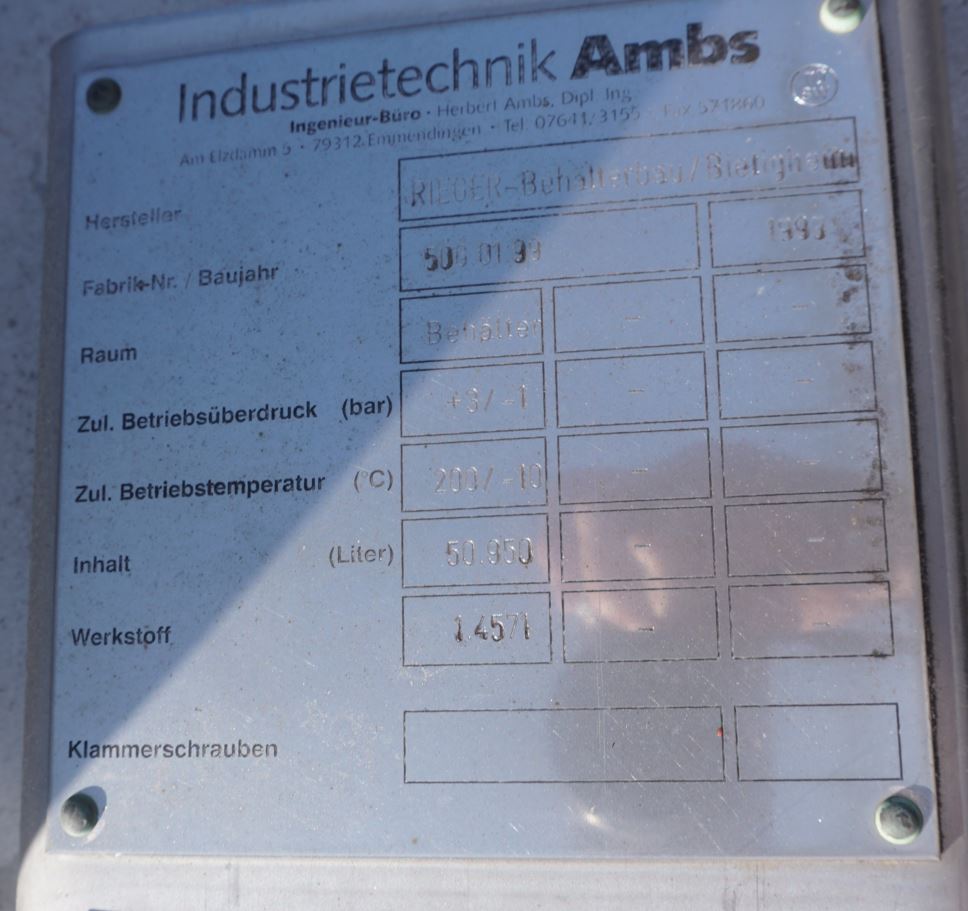 Industrietechnik Ambs
Ingenieur-Büro · Herbert Ambs, Dipl. Ing.
Am Elzdamm 5 · 79312 Emmendingen · Tel. 07641/3155 · Fax 571860
Hersteller RIEGER-Behälterbau/Bietigheim
Fabrik-Nr. / Baujahr 500 01 99 1999
Raum Behälter - -
Zul. Betriebsüberdruck (bar) +3/-1 - -
Zul. Betriebstemperatur (°C) 200/-10 - -
Inhalt (Liter) 50.950 - -
Werkstoff 1.4571 - -
Klammerschrauben